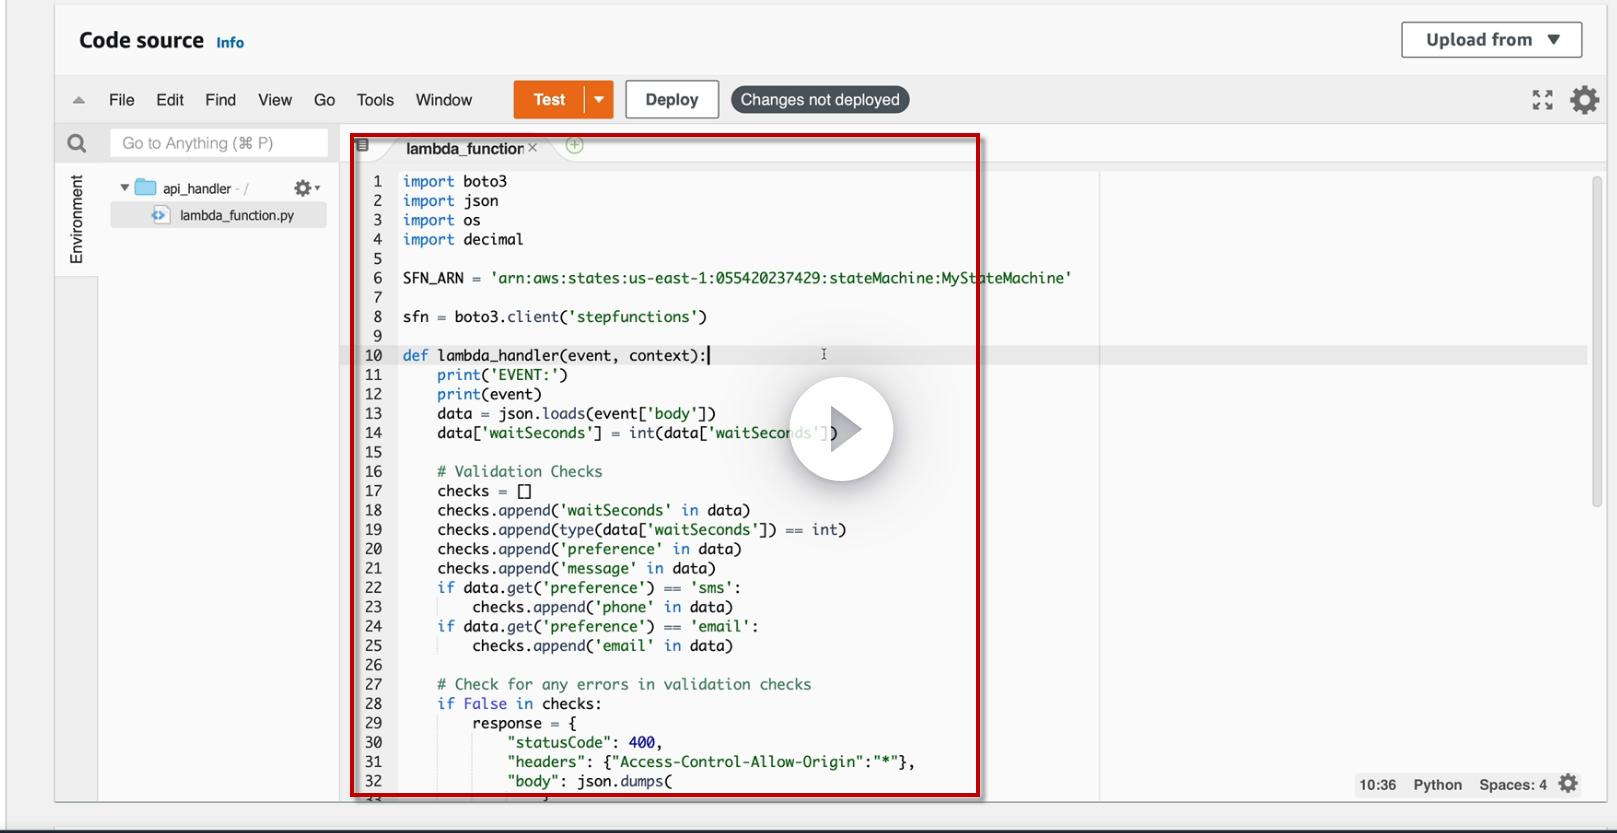 Code source Info
Upload from
File Edit Find View Go Tools Window Test Deploy Changes not deployed
Go to Anything (⌘ P)
lambda_function
Environment
api_handler - /
lambda_function.py
1 import boto3
2 import json
3 import os
4 import decimal
5
6 SFN_ARN = 'arn:aws:states:us-east-1:055420237429:stateMachine:MyStateMachine'
7
8 sfn = boto3.client('stepfunctions')
9
10 def lambda_handler(event, context):
11 print('EVENT:')
12 print(event)
13 data = json.loads(event['body'])
14 data['waitSeconds'] = int(data['waitSeconds'])
15
16 # Validation Checks
17 checks = []
18 checks.append('waitSeconds' in data)
19 checks.append(type(data['waitSeconds']) == int)
20 checks.append('preference' in data)
21 checks.append('message' in data)
22 if data.get('preference') == 'sms':
23 checks.append('phone' in data)
24 if data.get('preference') == 'email':
25 checks.append('email' in data)
26
27 # Check for any errors in validation checks
28 if False in checks:
29 response = {
30 "statusCode": 400,
31 "headers": {"Access-Control-Allow-Origin":"*"},
32 "body": json.dumps(
10:36 Python Spaces: 4